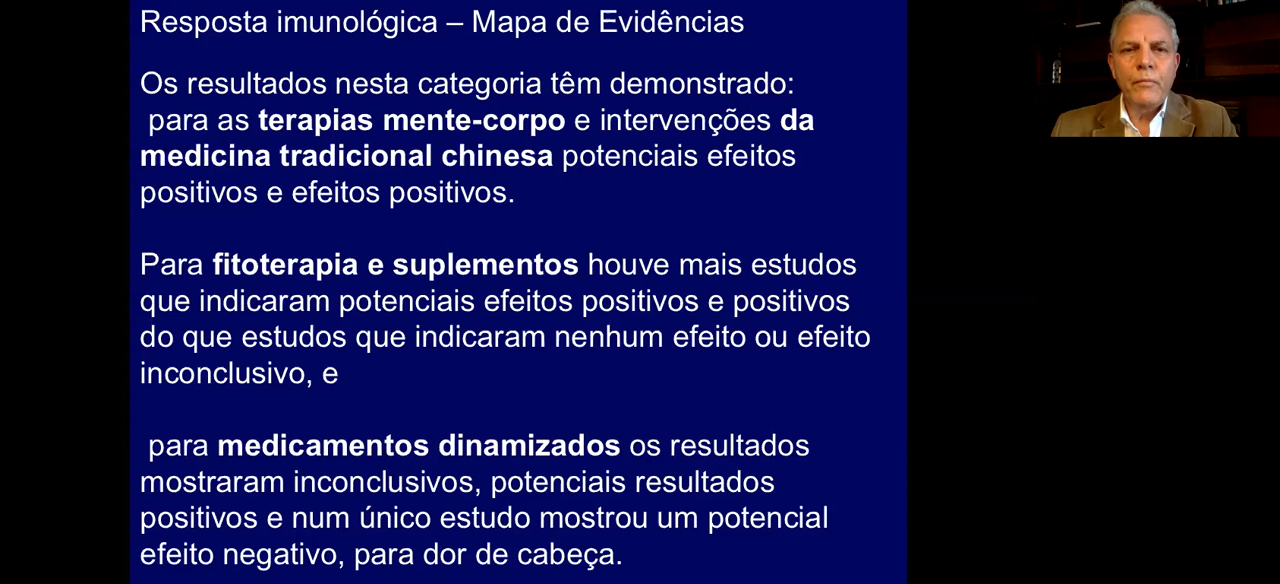 Resposta imunológica – Mapa de Evidências
Os resultados nesta categoria têm demonstrado:
para as terapias mente-corpo e intervenções da
medicina tradicional chinesa potenciais efeitos
positivos e efeitos positivos.
Para fitoterapia e suplementos houve mais estudos
que indicaram potenciais efeitos positivos e positivos
do que estudos que indicaram nenhum efeito ou efeito
inconclusivo, e
para medicamentos dinamizados os resultados
mostraram inconclusivos, potenciais resultados
positivos e num único estudo mostrou um potencial
efeito negativo, para dor de cabeça.